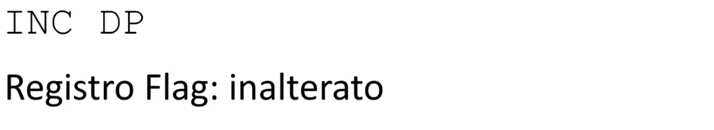 INC DP
Registro Flag: inalterato